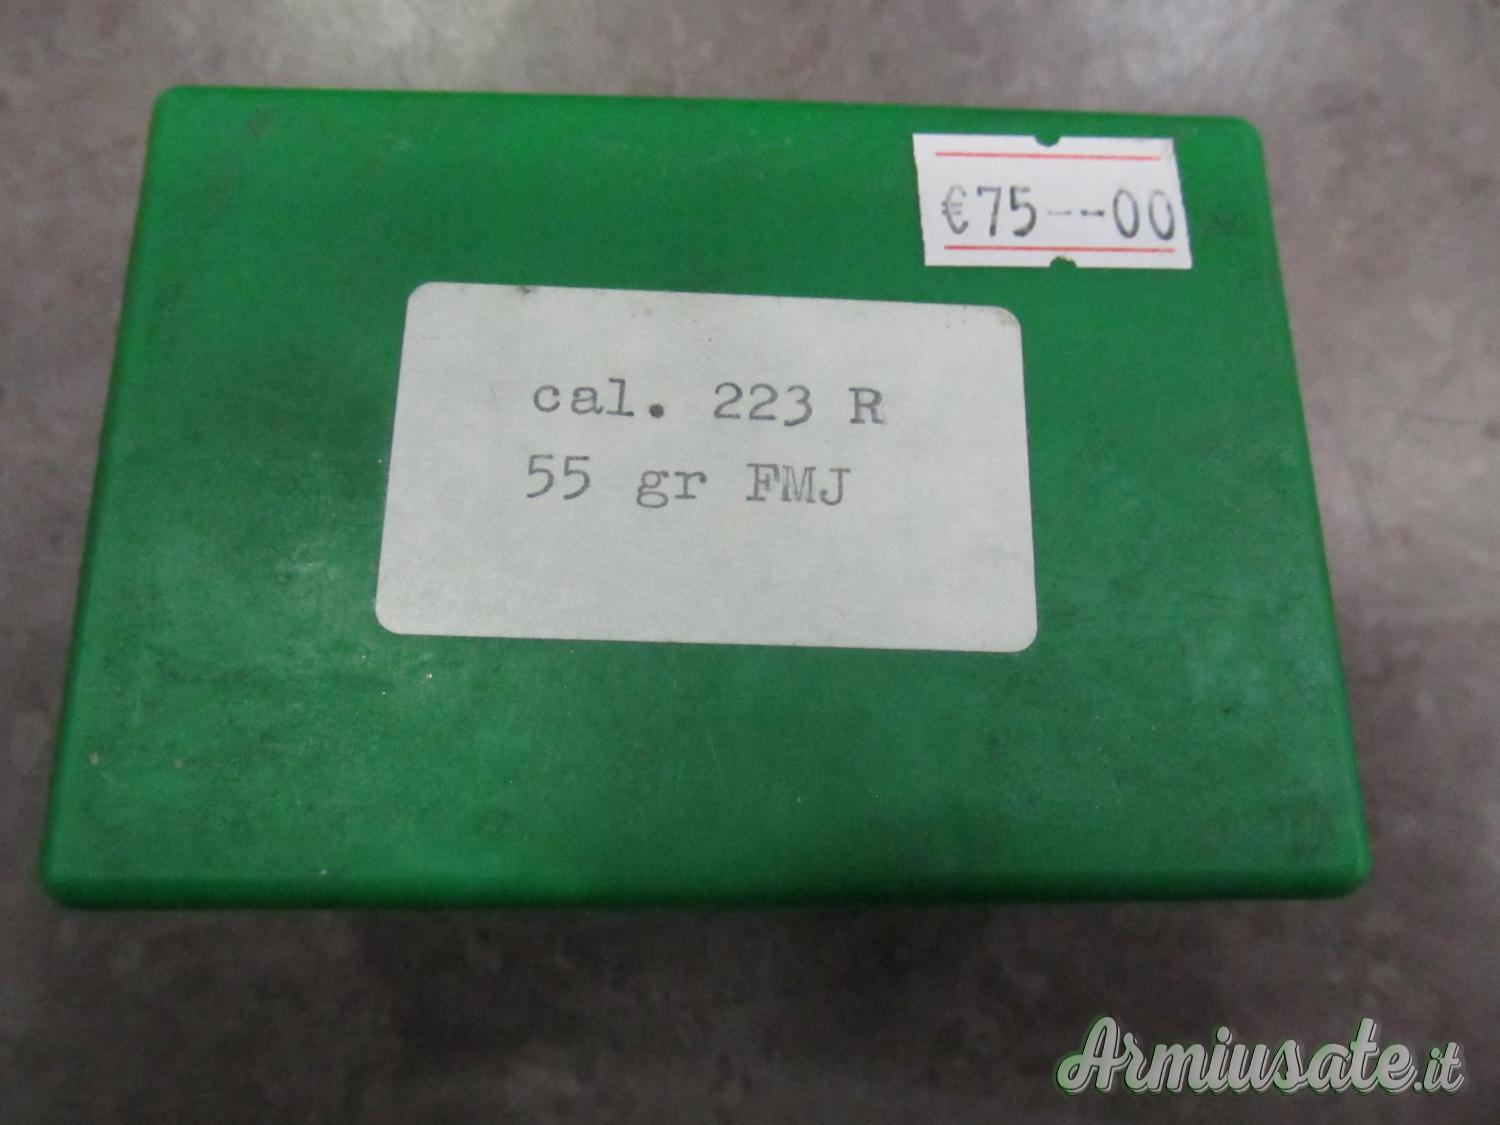 €75--00
cal. 223 R
55 gr FMJ
Armiusate.it